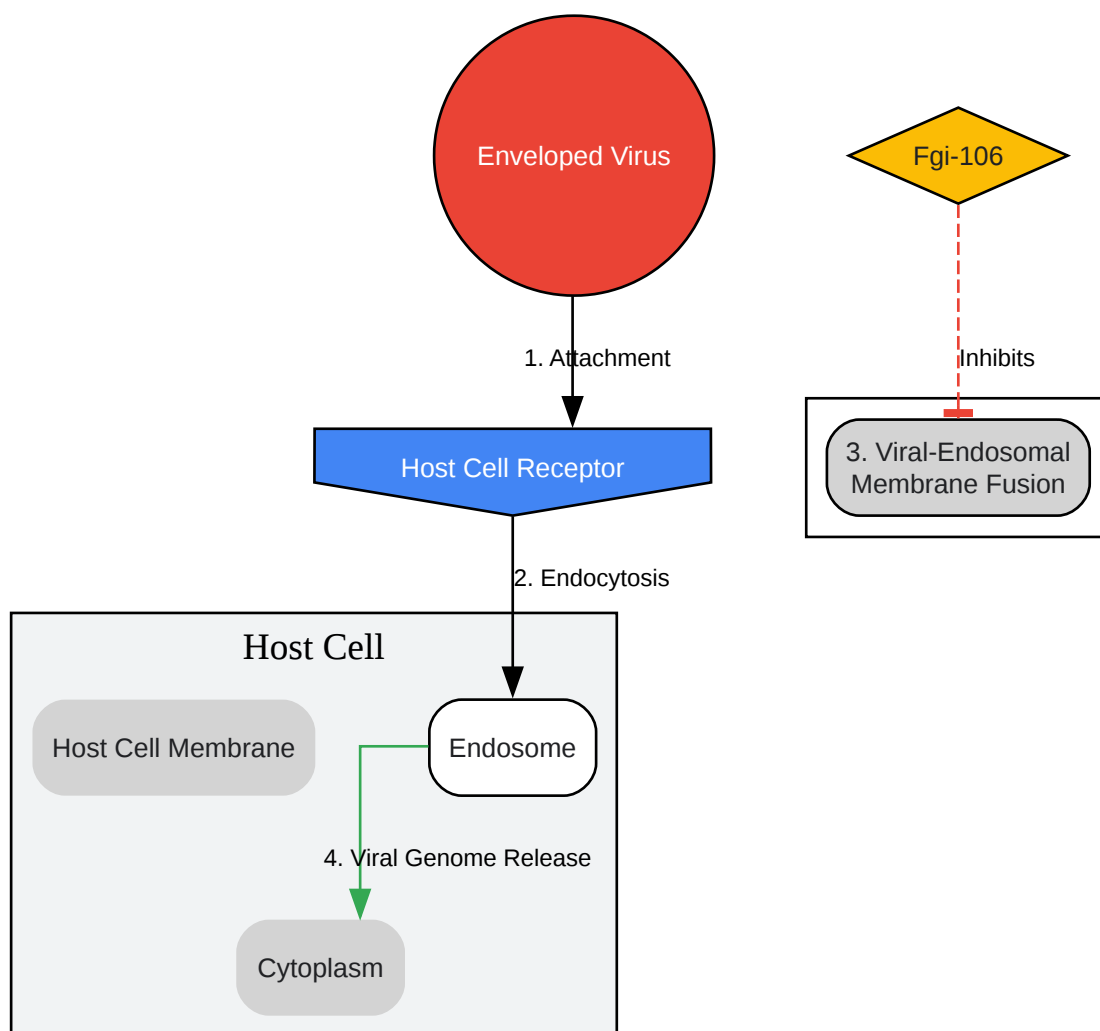 Enveloped Virus
Fgi-106
1. Attachment
Inhibits
Host Cell Receptor
3. Viral-Endosomal
Membrane Fusion
2. Endocytosis
Host Cell
Host Cell Membrane
Endosome
4. Viral Genome Release
Cytoplasm